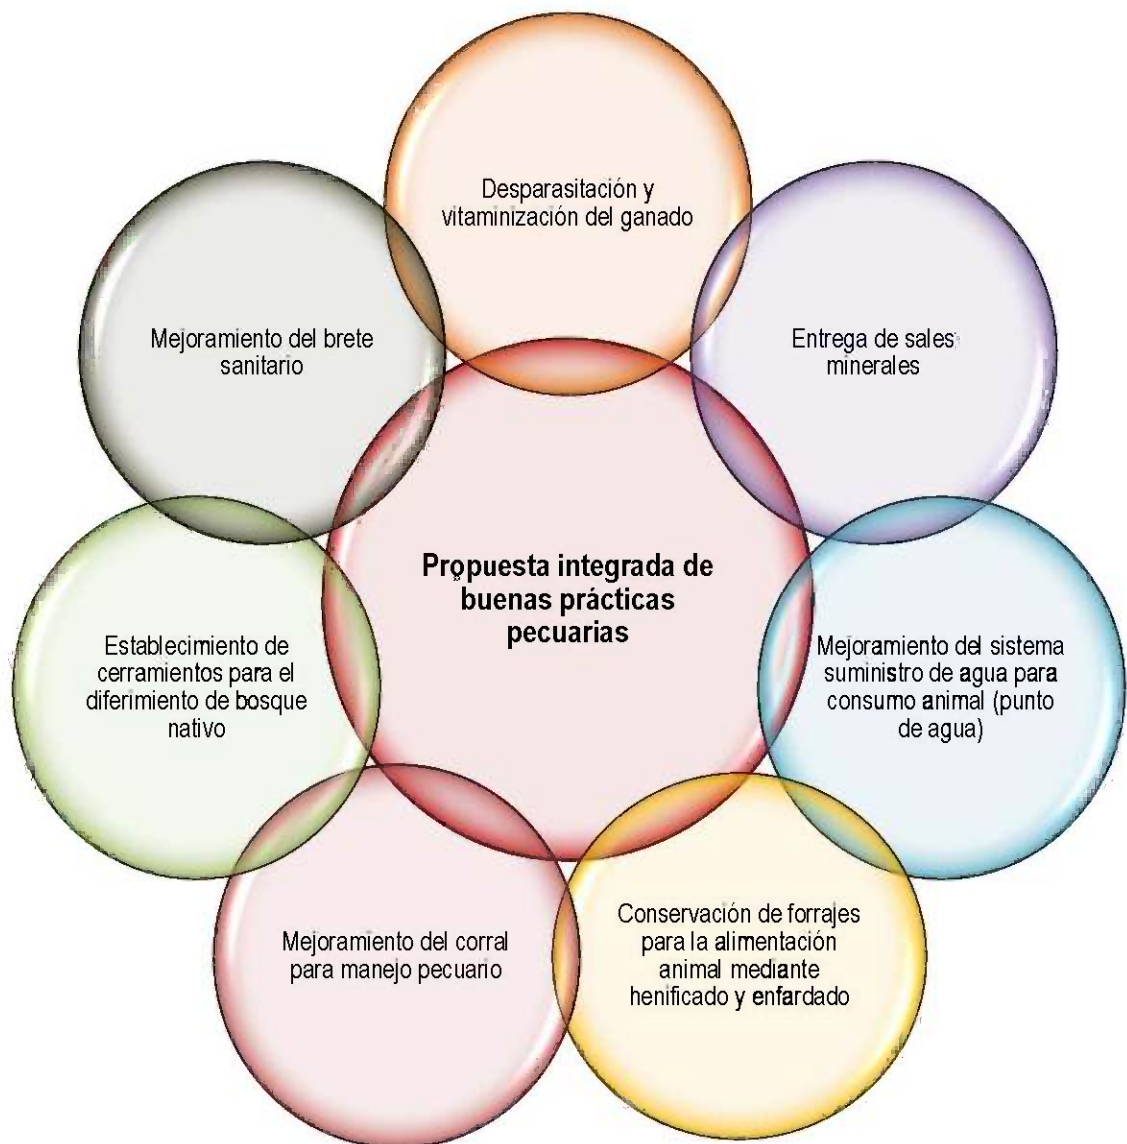 Desparasitación y
vitaminización del ganado
Mejoramiento del brete
sanitario
Entrega de sales
minerales
Propuesta integrada de
buenas prácticas
pecuarias
Establecimiento de
cerramientos para el
diferimiento de bosque
nativo
Mejoramiento del sistema
suministro de agua para
consumo animal (punto
de agua)
Mejoramiento del corral
para manejo pecuario
Conservación de forrajes
para la alimentación
animal mediante
henificado y enfardado